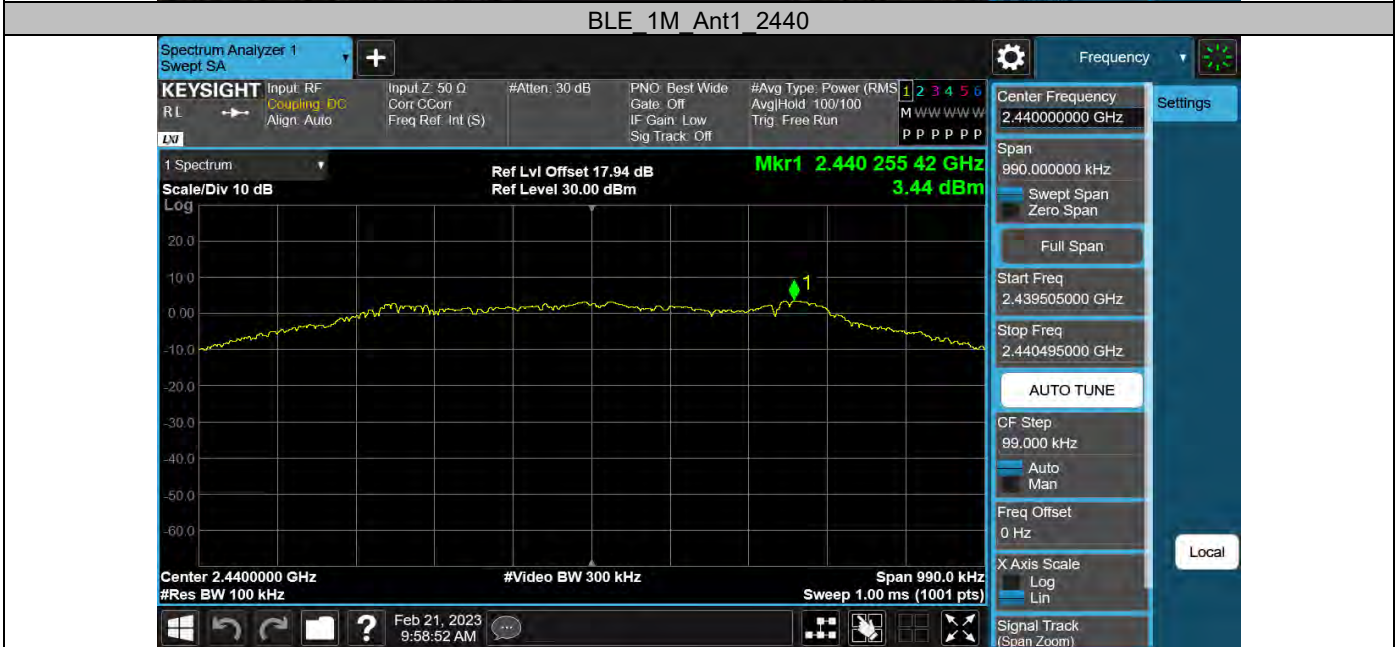 BLE_1M_Ant1_2440
Spectrum Analyzer 1
Swept SA
Frequency
KEYSIGHT
RL
LXI
Input: RF
Coupling: DC
Align: Auto
Input Z: 50 Ω
Corr CCorr
Freq Ref: Int (S)
#Atten: 30 dB
PNO: Best Wide
Gate: Off
IF Gain: Low
Sig Track: Off
#Avg Type: Power (RMS
Avg|Hold: 100/100
Trig: Free Run
1 2 3 4 5 6
M W W W W W
P P P P P P
1 Spectrum
Scale/Div 10 dB
Log
Ref Lvl Offset 17.94 dB
Ref Level 30.00 dBm
Mkr1 2.440 255 42 GHz
3.44 dBm
1
20.0
10.0
0.00
-10.0
-20.0
-30.0
-40.0
-50.0
-60.0
Center 2.4400000 GHz
#Res BW 100 kHz
#Video BW 300 kHz
Span 990.0 kHz
Sweep 1.00 ms (1001 pts)
?
Feb 21, 2023
9:58:52 AM
Center Frequency
2.440000000 GHz
Settings
Span
990.000000 kHz
Swept Span
Zero Span
Full Span
Start Freq
2.439505000 GHz
Stop Freq
2.440495000 GHz
AUTO TUNE
CF Step
99.000 kHz
Auto
Man
Freq Offset
0 Hz
X Axis Scale
Log
Lin
Local
Signal Track
(Span Zoom)